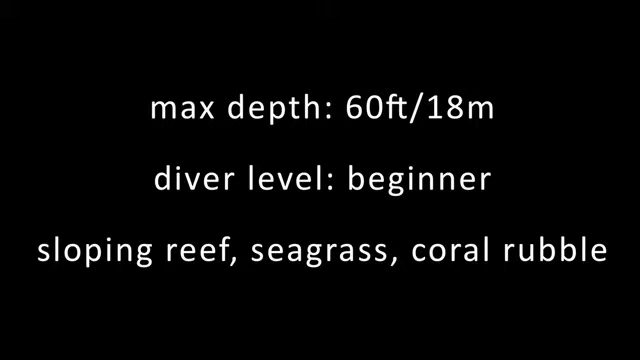 max depth: 60ft/18m
diver level: beginner
sloping reef, seagrass, coral rubble